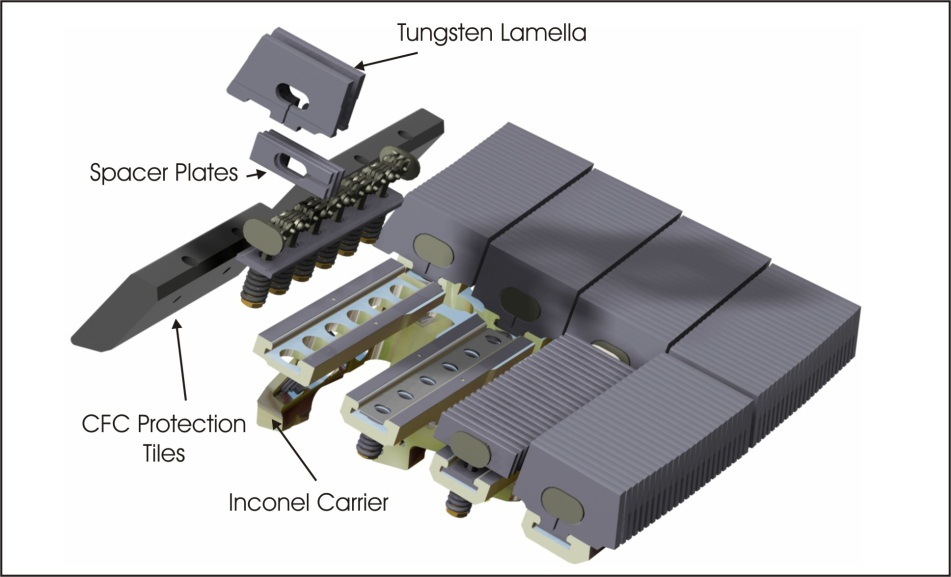 Tungsten Lamella
Spacer Plates
CFC Protection
Tiles
Inconel Carrier